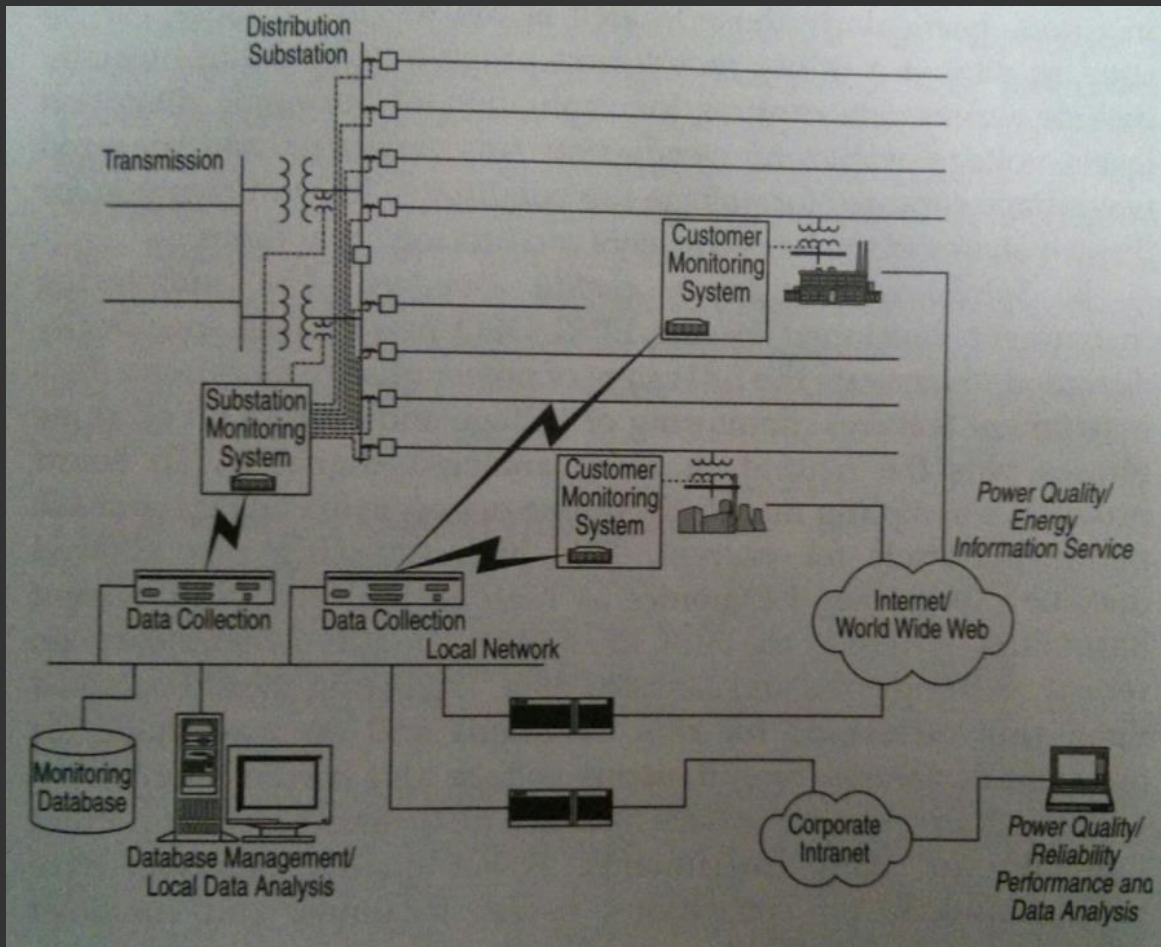 Distribution
Substation
Transmission
Customer
Monitoring
System
Substation
Monitoring
System
Customer
Monitoring
System
Power Quality/
Energy
Information Service
Data Collection
Data Collection
Internet/
World Wide Web
Local Network
Monitoring
Database
Database Management/
Local Data Analysis
Corporate
Intranet
Power Quality/
Reliability
Performance and
Data Analysis